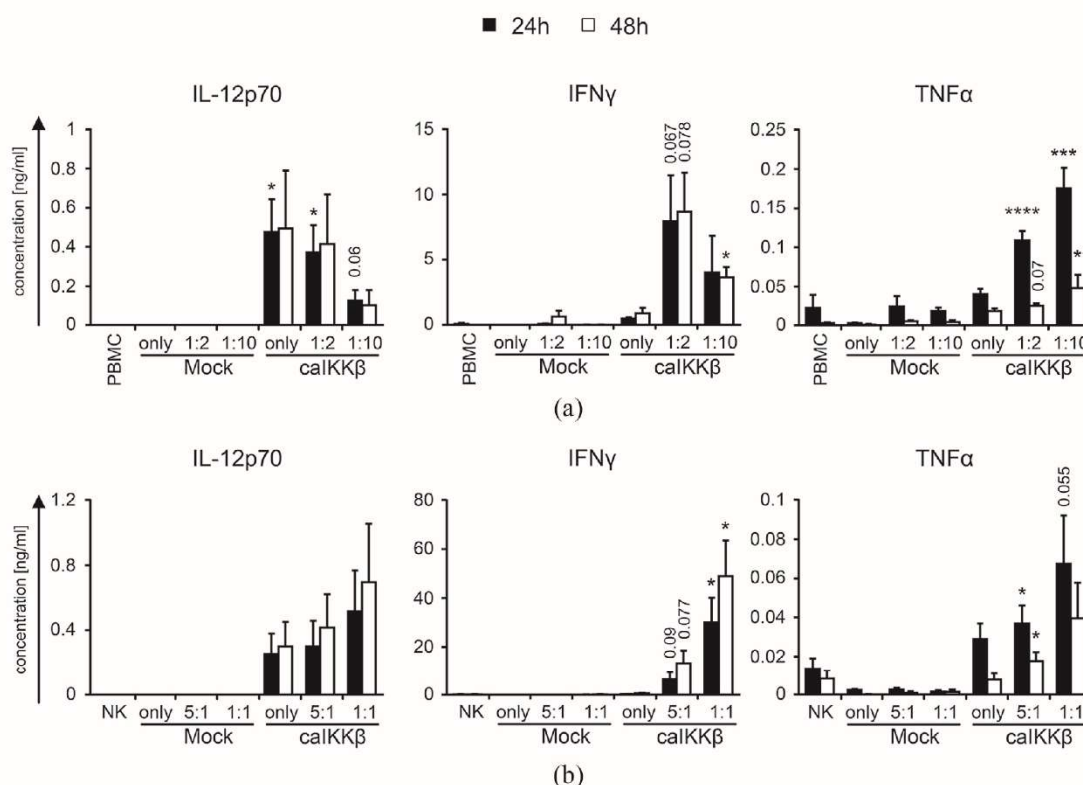 24h 48h
IL-12p70 IFNγ TNFα
concentration [ng/ml]
1
0.8
0.6
0.4
0.2
0
* * 0.06
PBMC only 1:2 1:10 only 1:2 1:10
Mock caIKKβ
15
10
5
0
0.067 0.078 *
PBMC only 1:2 1:10 only 1:2 1:10
Mock caIKKβ
0.25
0.2
0.15
0.1
0.05
0
**** 0.07 *** *
PBMC only 1:2 1:10 only 1:2 1:10
Mock caIKKβ
(a)
IL-12p70 IFNγ TNFα
concentration [ng/ml]
1.2
0.8
0.4
0
NK only 5:1 1:1 only 5:1 1:1
Mock caIKKβ
80
60
40
20
0
0.09 0.077 * *
NK only 5:1 1:1 only 5:1 1:1
Mock caIKKβ
0.1
0.08
0.06
0.04
0.02
0
* * 0.055
NK only 5:1 1:1 only 5:1 1:1
Mock caIKKβ
(b)